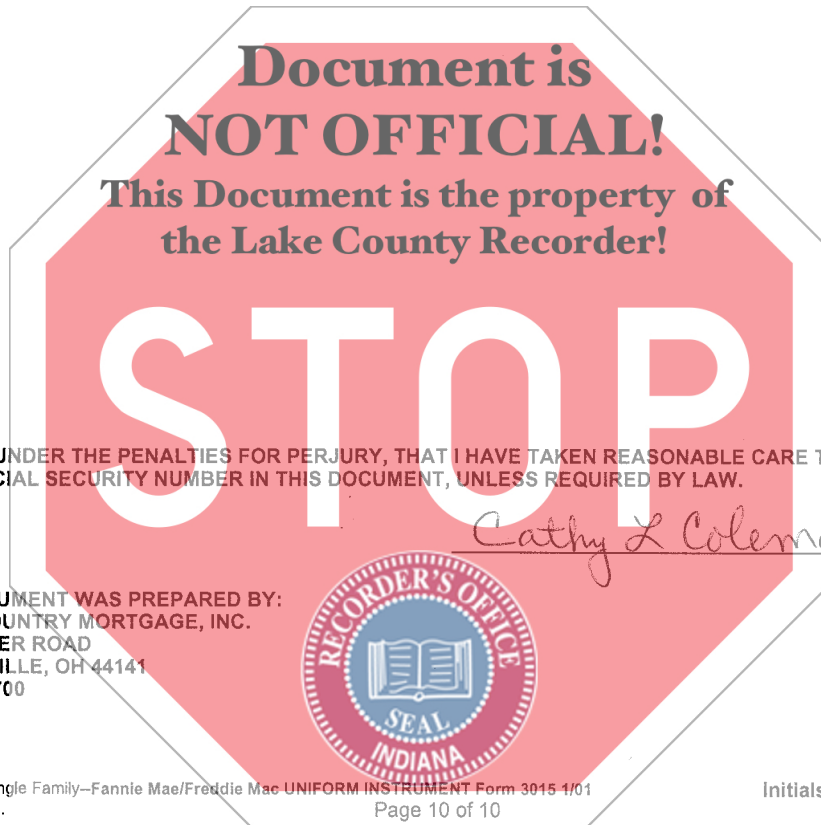 Document is
NOT OFFICIAL!
This Document is the property of
the Lake County Recorder!
STOP
UNDER THE PENALTIES FOR PERJURY, THAT I HAVE TAKEN REASONABLE CARE T
CIAL SECURITY NUMBER IN THIS DOCUMENT, UNLESS REQUIRED BY LAW.
Cathy L Colem
UMENT WAS PREPARED BY:
OUNTRY MORTGAGE, INC.
ER ROAD
ILLE, OH 44141
700
RECORDER'S OFFICE
SEAL
INDIANA
ngle Family–Fannie Mae/Freddie Mac UNIFORM INSTRUMENT Form 3015 1/01
Initials
Page 10 of 10